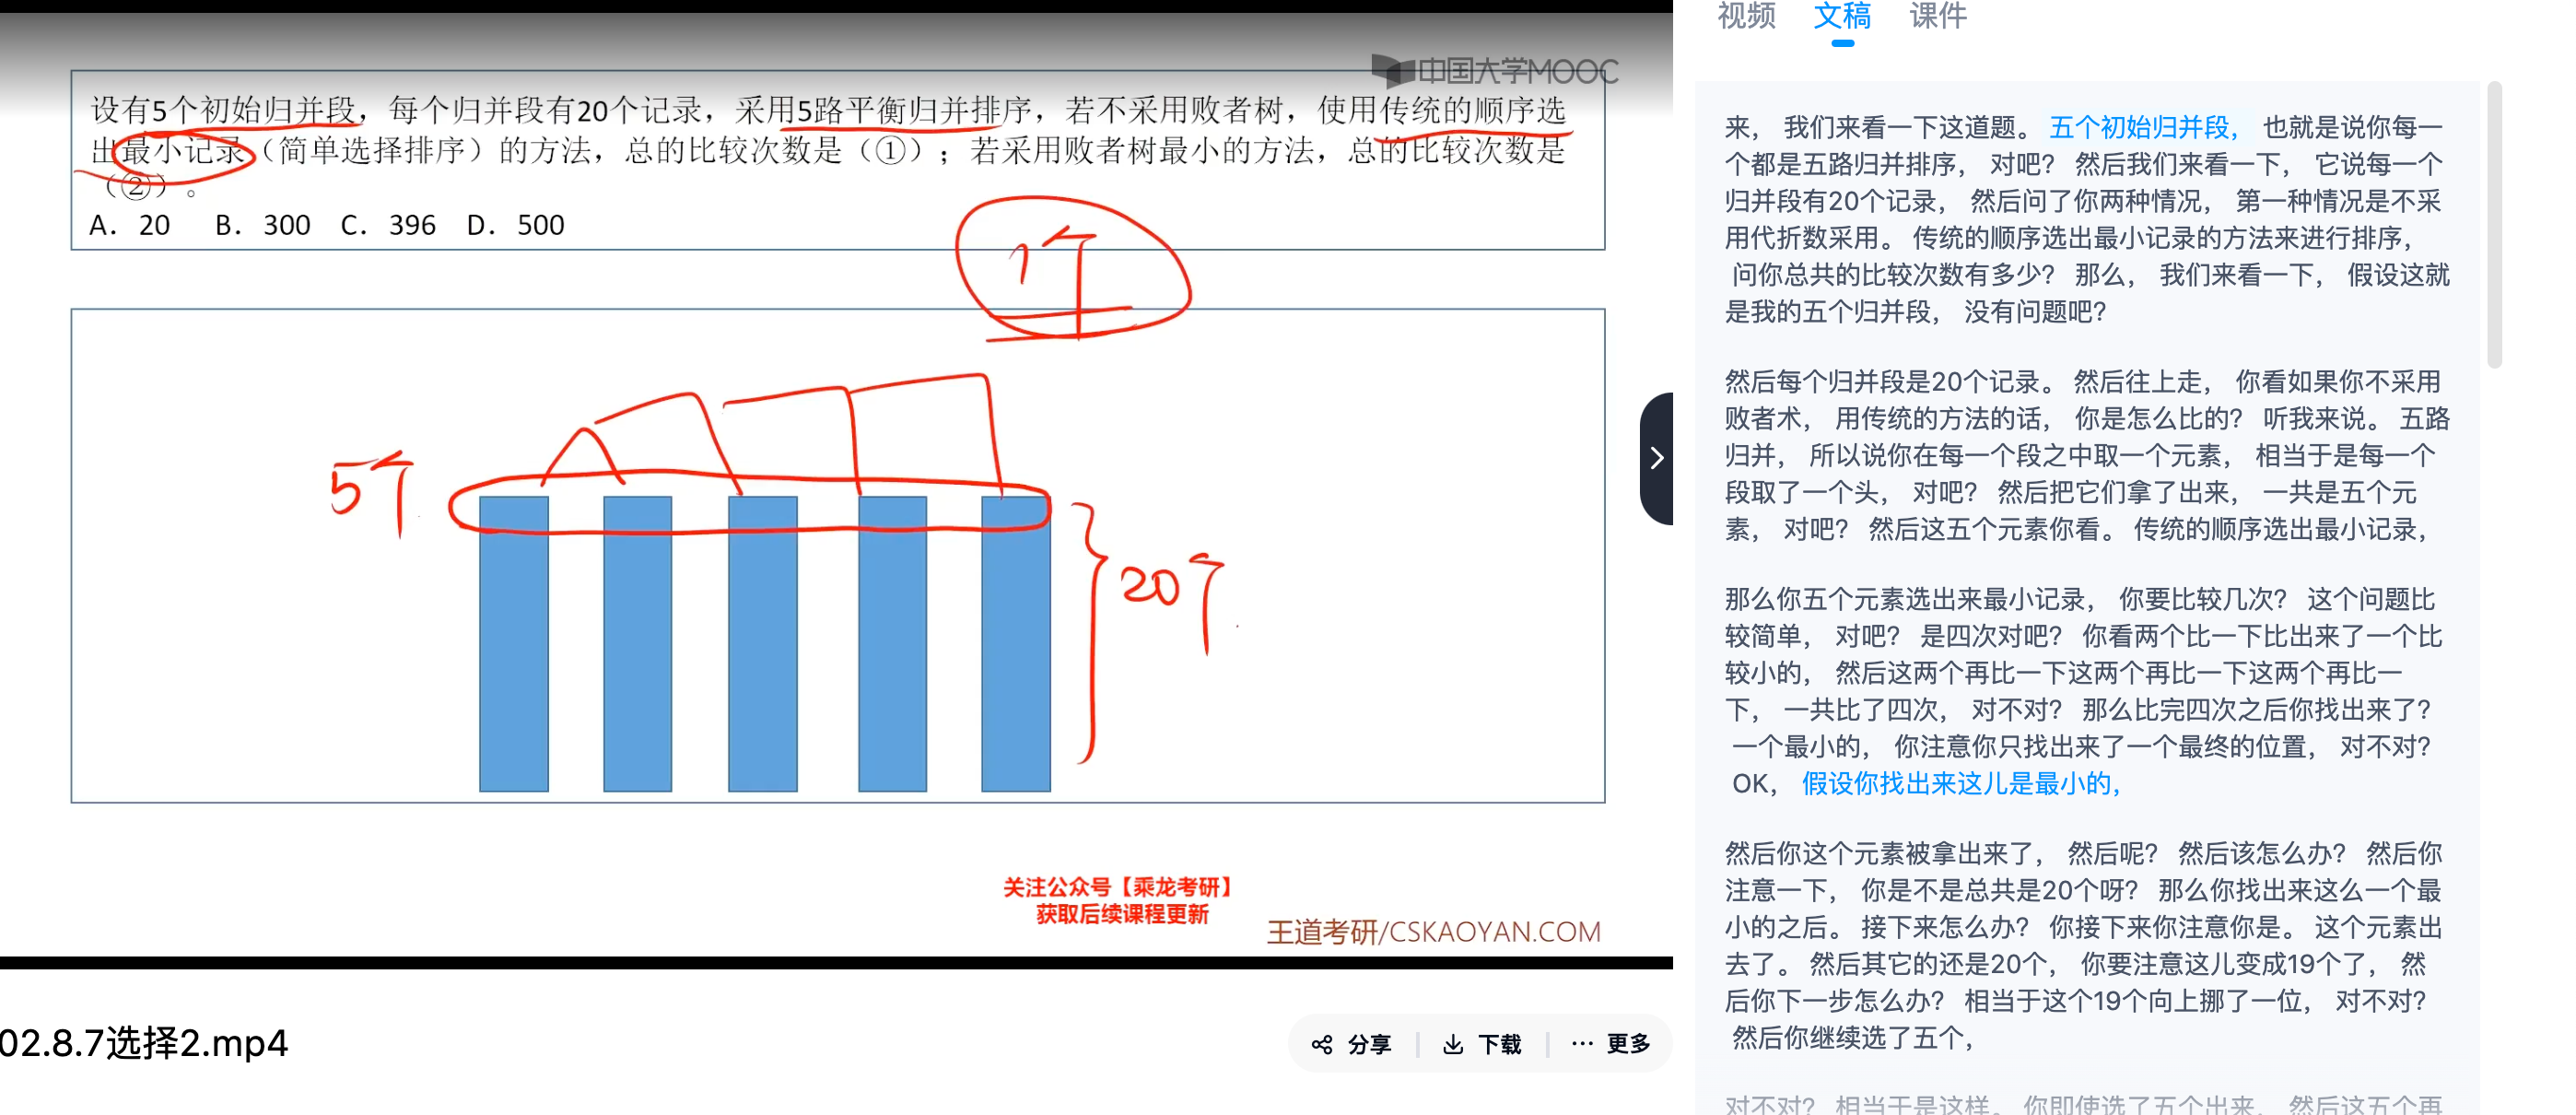 中国大学MOOC
设有5个初始归并段，每个归并段有20个记录，采用5路平衡归并排序，若不采用败者树，使用传统的顺序选
出最小记录（简单选择排序）的方法，总的比较次数是（①）；若采用败者树最小的方法，总的比较次数是
（②）。
A. 20 B. 300 C. 396 D. 500
1个
5个
20个
关注公众号【乘龙考研】
获取后续课程更新
王道考研/CSKAOYAN.COM
02.8.7选择2.mp4
分享 下载 更多
视频 文稿 课件
来， 我们来看一下这道题。 五个初始归并段， 也就是说你每一
个都是五路归并排序， 对吧？ 然后我们来看一下， 它说每一个
归并段有20个记录， 然后问了你两种情况， 第一种情况是不采
用代折数采用。 传统的顺序选出最小记录的方法来进行排序，
问你总共的比较次数有多少？ 那么， 我们来看一下， 假设这就
是我的五个归并段， 没有问题吧？
然后每个归并段是20个记录。 然后往上走， 你看如果你不采用
败者术， 用传统的方法的话， 你是怎么比的？ 听我来说。 五路
归并， 所以说你在每一个段之中取一个元素， 相当于是每一个
段取了一个头， 对吧？ 然后把它们拿了出来， 一共是五个元
素， 对吧？ 然后这五个元素你看。 传统的顺序选出最小记录，
那么你五个元素选出来最小记录， 你要比较几次？ 这个问题比
较简单， 对吧？ 是四次对吧？ 你看两个比一下比出来了一个比
较小的， 然后这两个再比一下这两个再比一下这两个再比一
下， 一共比了四次， 对不对？ 那么比完四次之后你找出来了？
一个最小的， 你注意你只找出来了一个最终的位置， 对不对？
OK， 假设你找出来这儿是最小的，
然后你这个元素被拿出来了， 然后呢？ 然后该怎么办？ 然后你
注意一下， 你是不是总共是20个呀？ 那么你找出来这么一个最
小的之后。 接下来怎么办？ 你接下来你注意你是。 这个元素出
去了。 然后其它的还是20个， 你要注意这儿变成19个了， 然
后你下一步怎么办？ 相当于这个19个向上挪了一位， 对不对？
然后你继续选了五个，
对不对？ 相当于是这样。 你即使选了五个出来， 然后这五个再